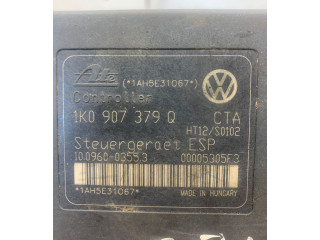 Ate (*1AH5E31067*)
Controller
1K0 907 379 Q CTA
HT12/S0102
Steuergeraet ESP
10.0960-0355.3 00005305F3
*1AH5E31067*
MADE IN HUNGARY